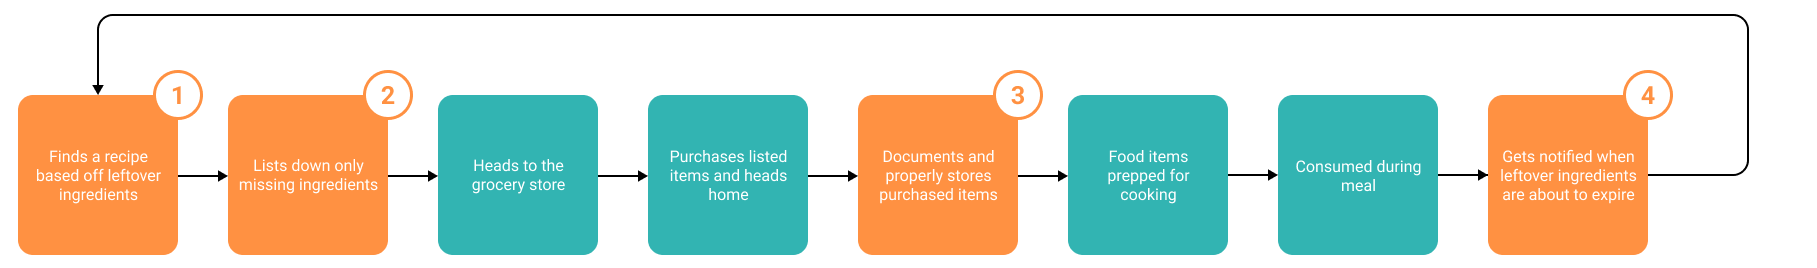 1
Finds a recipe
based off leftover
ingredients
2
Lists down only
missing ingredients
Heads to the
grocery store
Purchases listed
items and heads
home
3
Documents and
properly stores
purchased items
Food items
prepped for
cooking
Consumed during
meal
4
Gets notified when
leftover ingredients
are about to expire